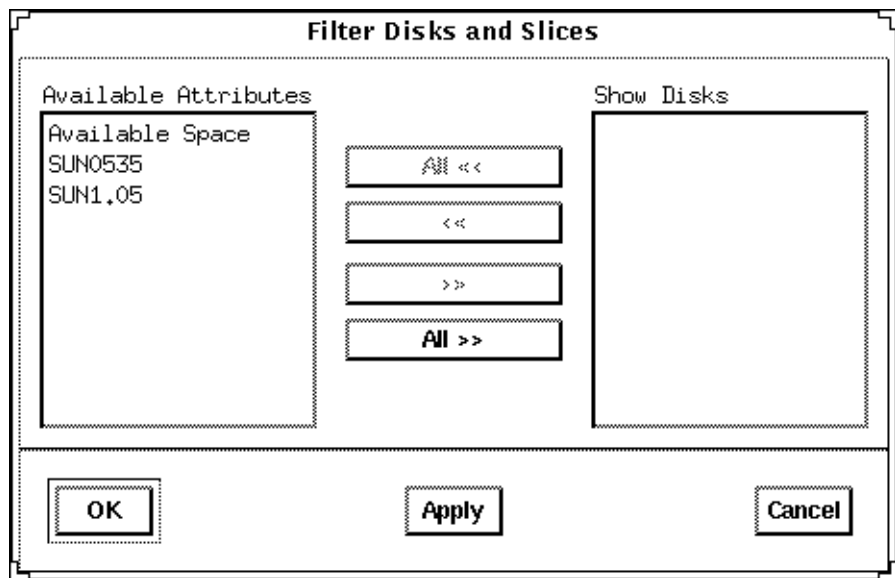 Filter Disks and Slices
Available Attributes
Available Space
SUN0535
SUN1.05
All <<
<<
>>
All >>
Show Disks
OK
Apply
Cancel